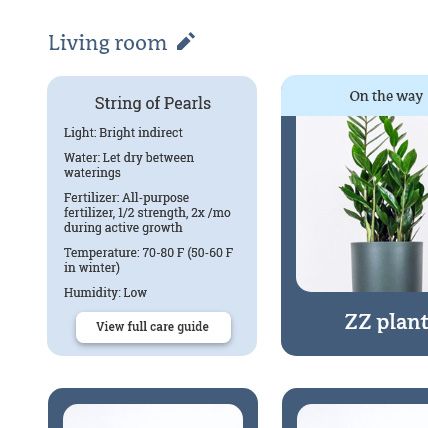 Living room
String of Pearls
On the way
Light: Bright indirect
Water: Let dry between
waterings
Fertilizer: All-purpose
fertilizer, 1/2 strength, 2x /mo
during active growth
Temperature: 70-80 F (50-60 F
in winter)
Humidity: Low
View full care guide
ZZ plant